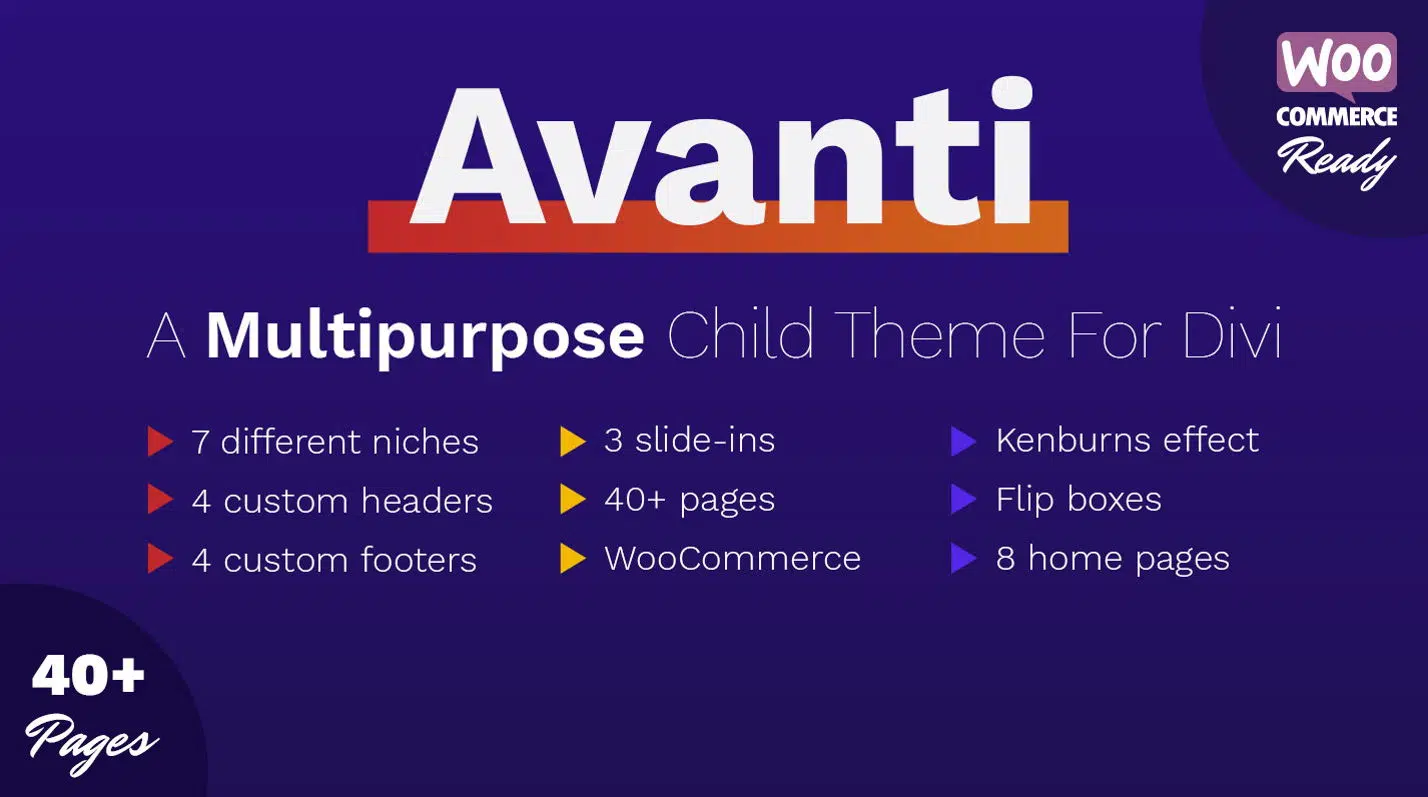 Avanti
WOO
COMMERCE
Ready
A Multipurpose Child Theme For Divi
7 different niches
4 custom headers
4 custom footers
3 slide-ins
40+ pages
WooCommerce
Kenburns effect
Flip boxes
8 home pages
40+
Pages